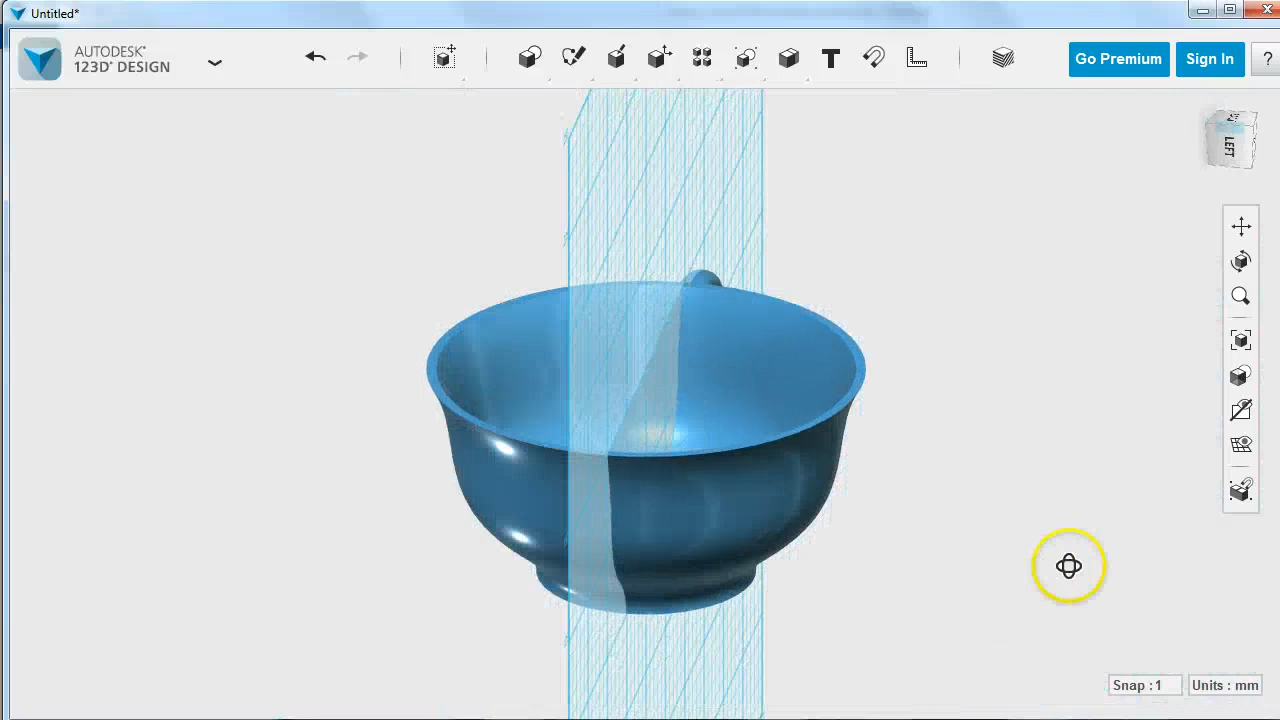 Untitled*
AUTODESK®
123D® DESIGN
T
Go Premium
Sign In
?
LEFT
Snap : 1
Units : mm